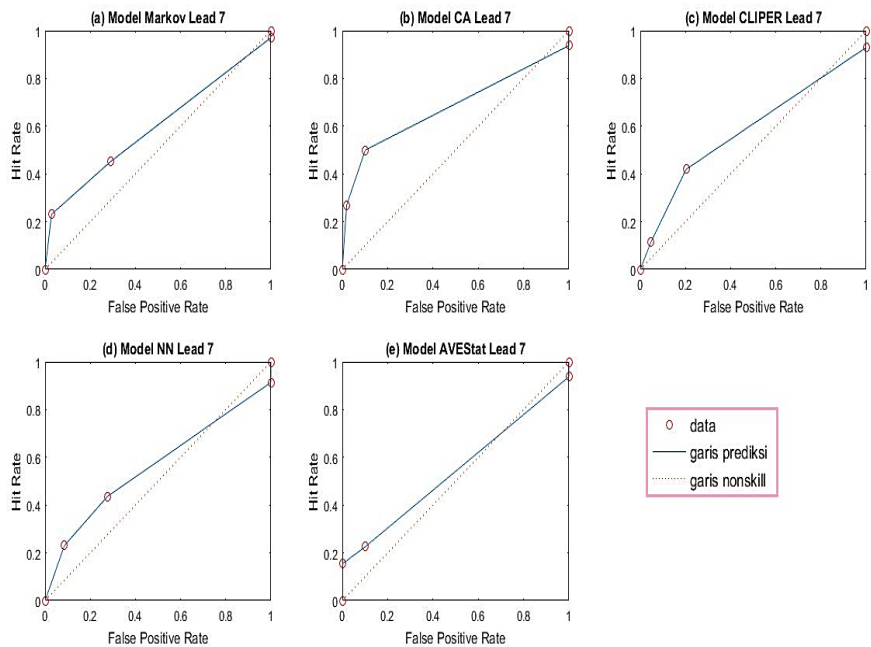 (a) Model Markov Lead 7
Hit Rate
1
0.8
0.6
0.4
0.2
0
0 0.2 0.4 0.6 0.8 1
False Positive Rate
(b) Model CA Lead 7
Hit Rate
1
0.8
0.6
0.4
0.2
0
0 0.2 0.4 0.6 0.8 1
False Positive Rate
(c) Model CLIPER Lead 7
Hit Rate
1
0.8
0.6
0.4
0.2
0
0 0.2 0.4 0.6 0.8 1
False Positive Rate
(d) Model NN Lead 7
Hit Rate
1
0.8
0.6
0.4
0.2
0
0 0.2 0.4 0.6 0.8 1
False Positive Rate
(e) Model AVEStat Lead 7
Hit Rate
1
0.8
0.6
0.4
0.2
0
0 0.2 0.4 0.6 0.8 1
False Positive Rate
data
garis prediksi
garis nonskill